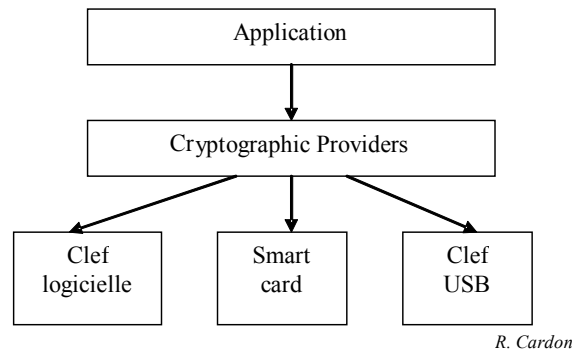 Application
Cryptographic Providers
Clef
logicielle
Smart
card
Clef
USB
R. Cardon